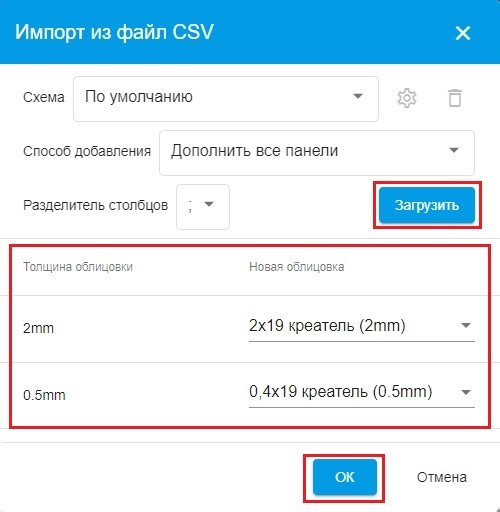 Импорт из файл CSV
Схема По умолчанию
Способ добавления Дополнить все панели
Разделитель столбцов ; Загрузить
Толщина облицовки Новая облицовка
2mm 2x19 креатель (2mm)
0.5mm 0,4x19 креатель (0.5mm)
ОК Отмена